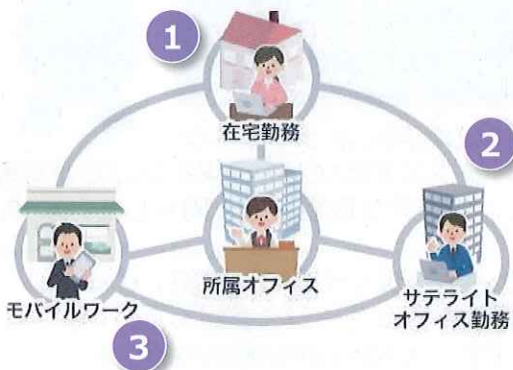 1
在宅勤務
2
所属オフィス
モバイルワーク
サテライト
オフィス勤務
3